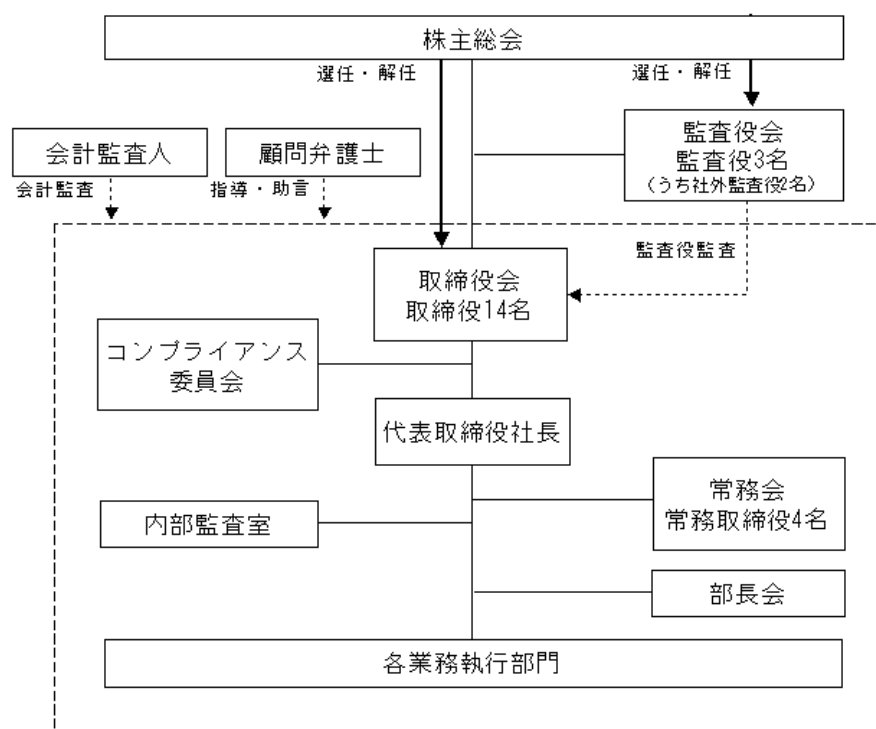 株主総会
選任・解任
選任・解任
監査役会
監査役3名
(うち社外監査役2名)
会計監査人
顧問弁護士
会計監査
指導・助言
監査役監査
取締役会
取締役14名
コンプライアンス
委員会
代表取締役社長
常務会
常務取締役4名
内部監査室
部長会
各業務執行部門